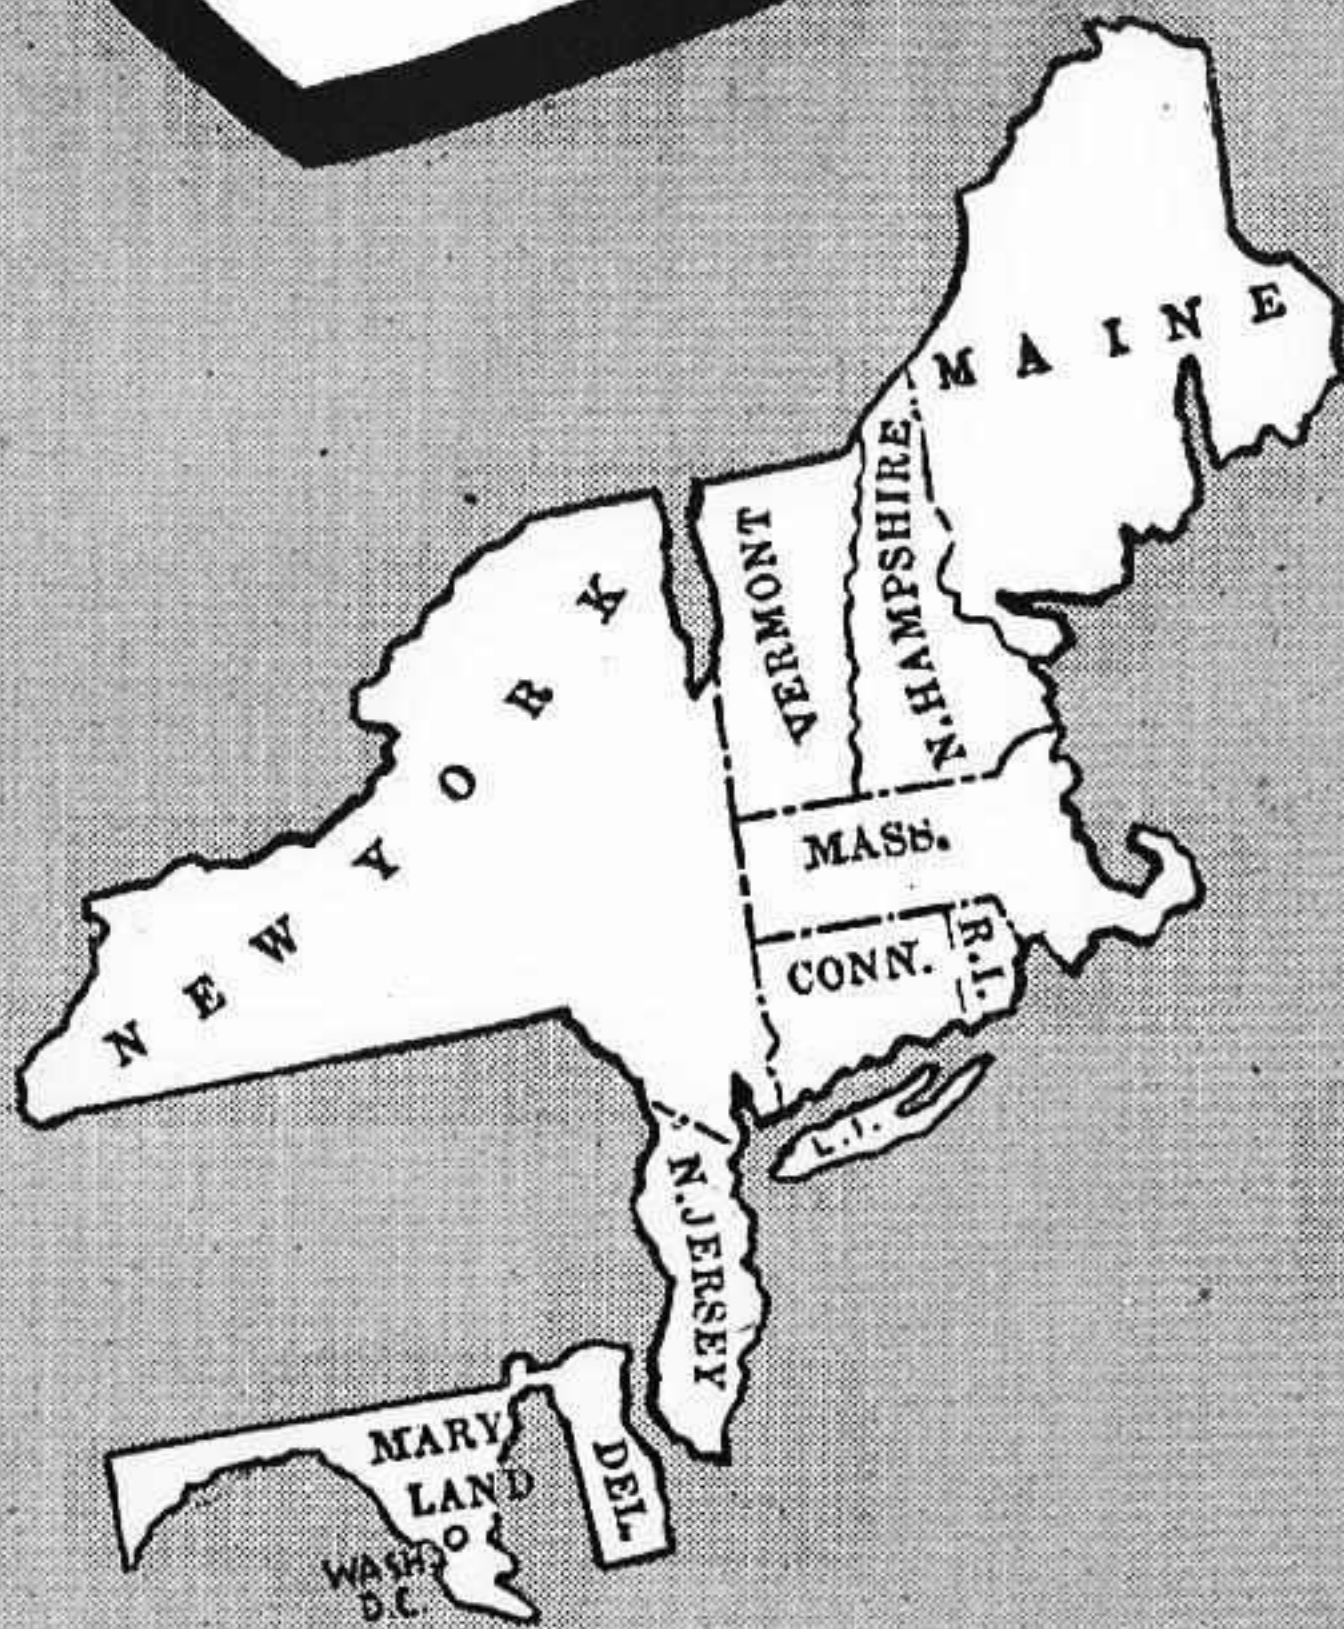 MAINE
N.HAMPSHIRE
VERMONT
NEW YORK
MASS.
CONN.
R.I.
L.I.
N.JERSEY
MARY
LAND
DEL.
WASH
D.C.